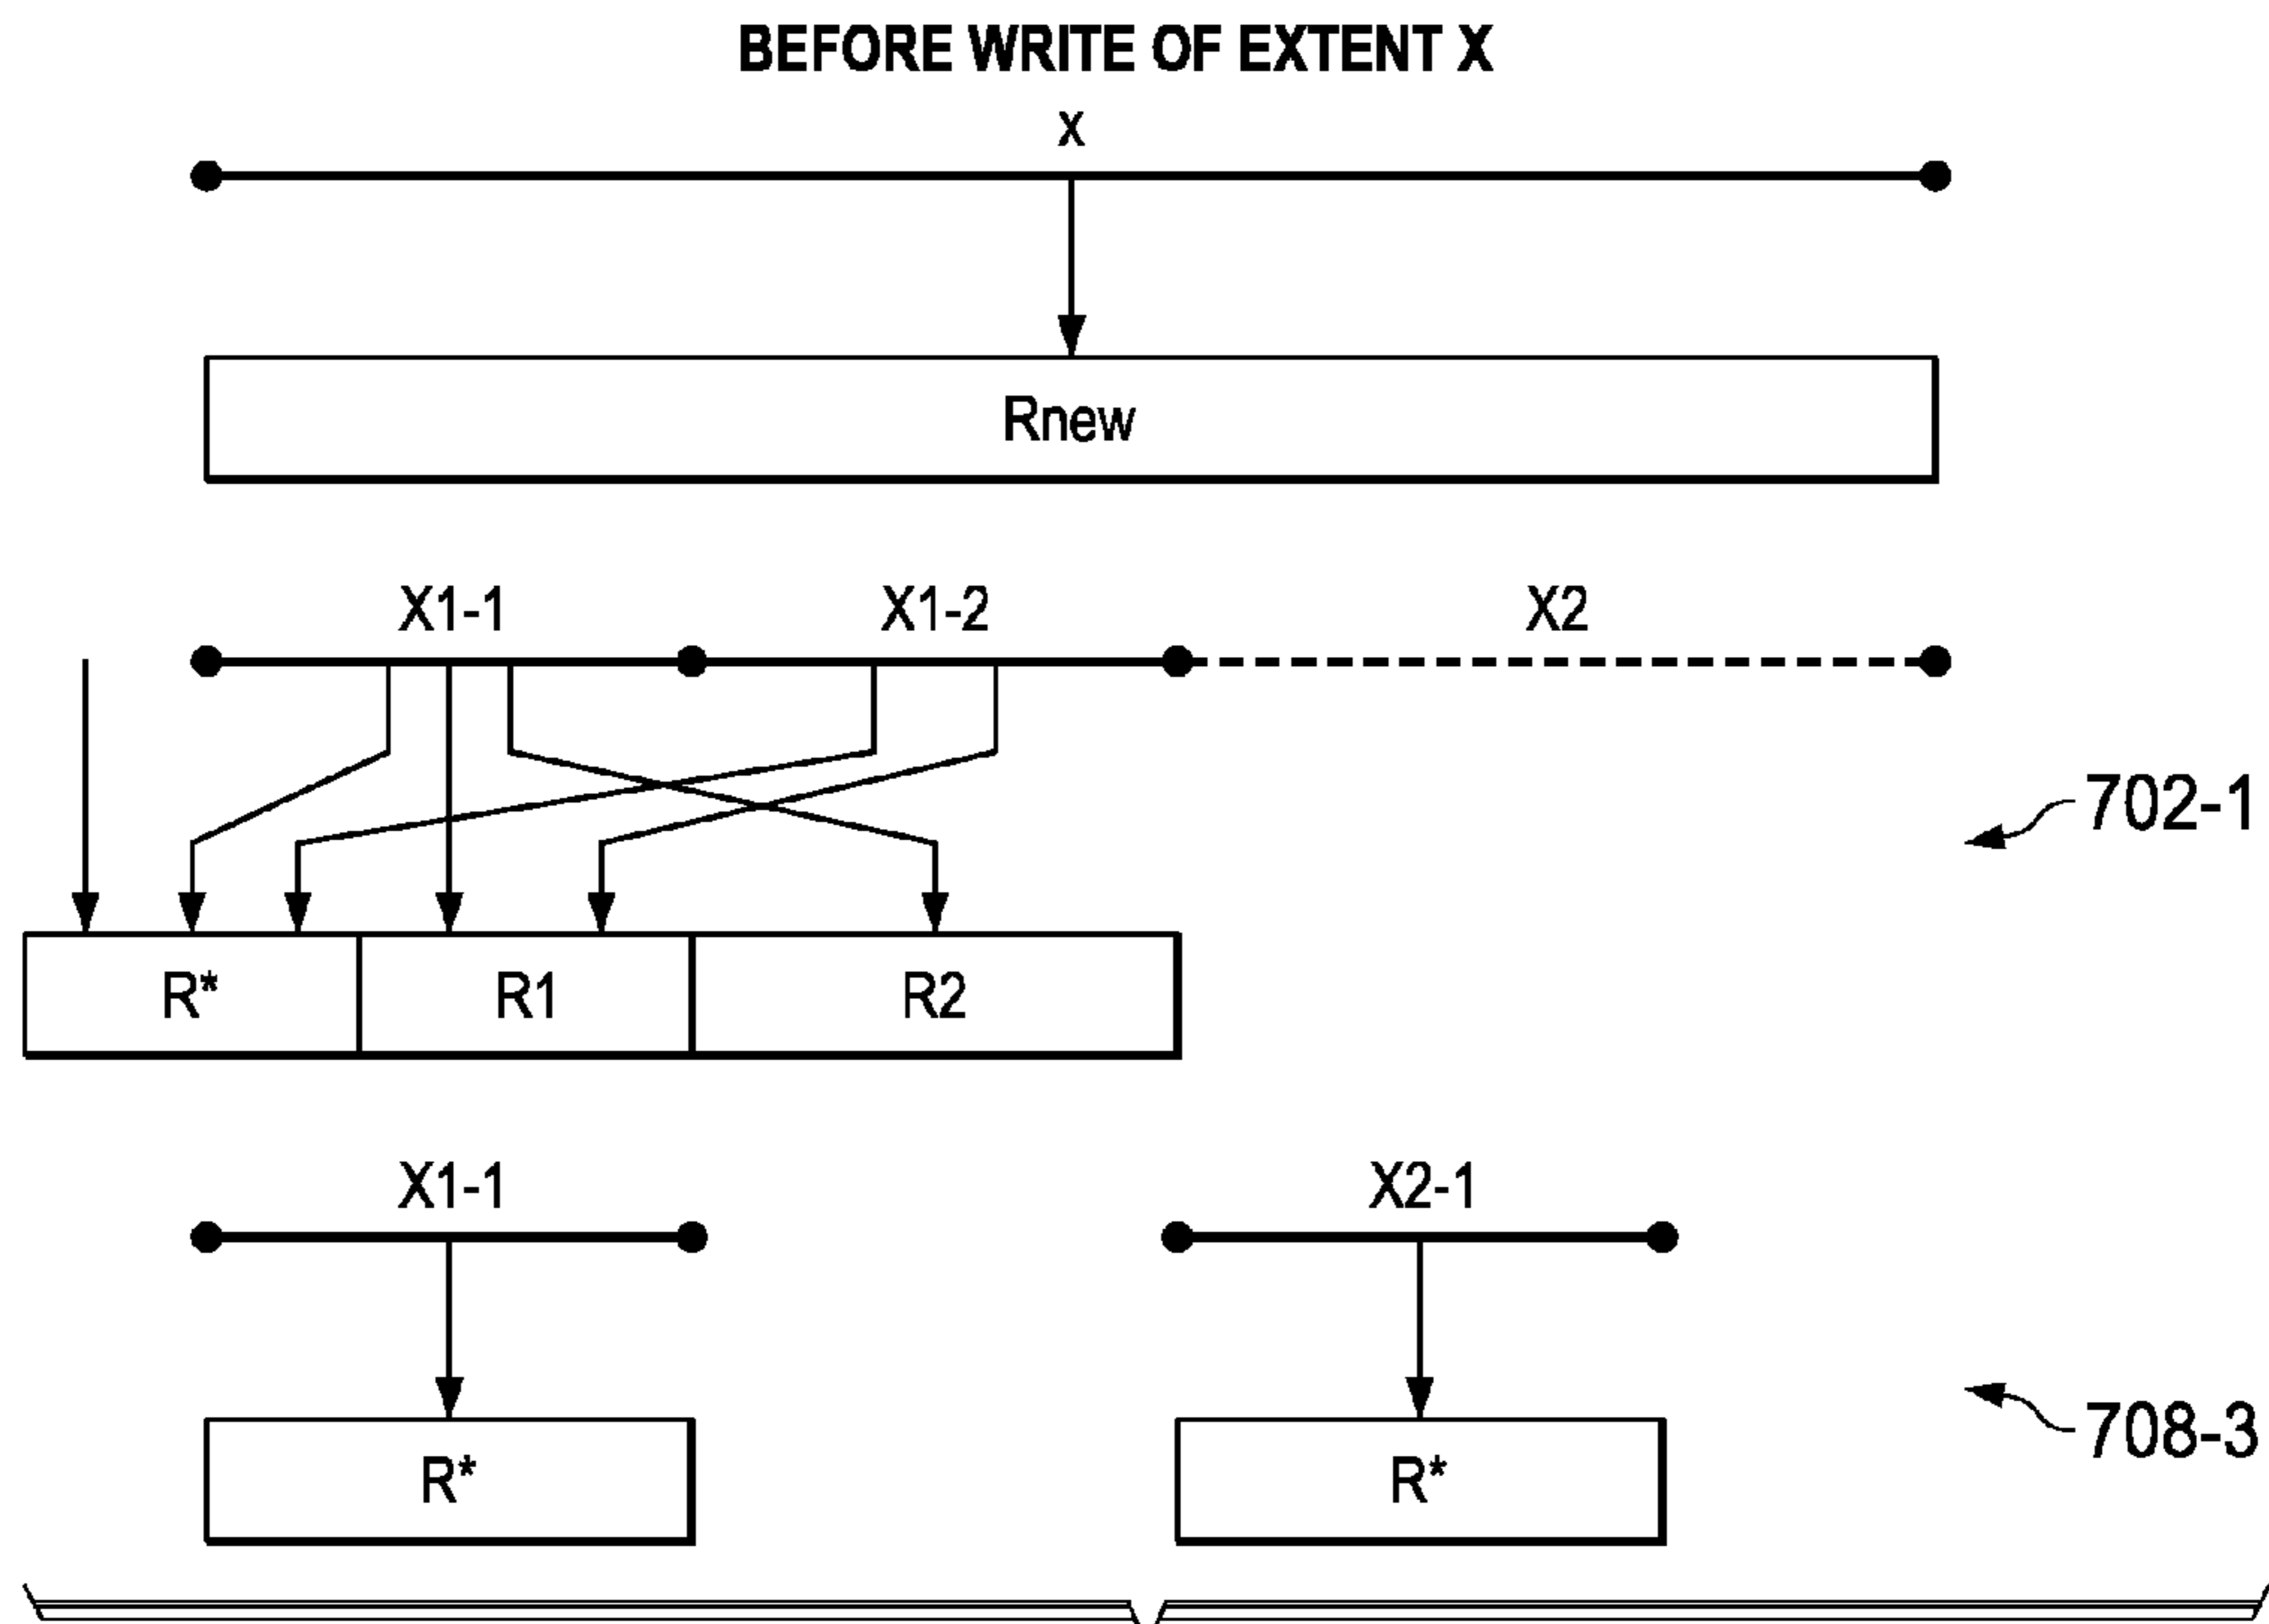 BEFORE WRITE OF EXTENT X
x
Rnew
X1-1 X1-2 X2
702-1
R* R1 R2
X1-1 X2-1
708-3
R* R*